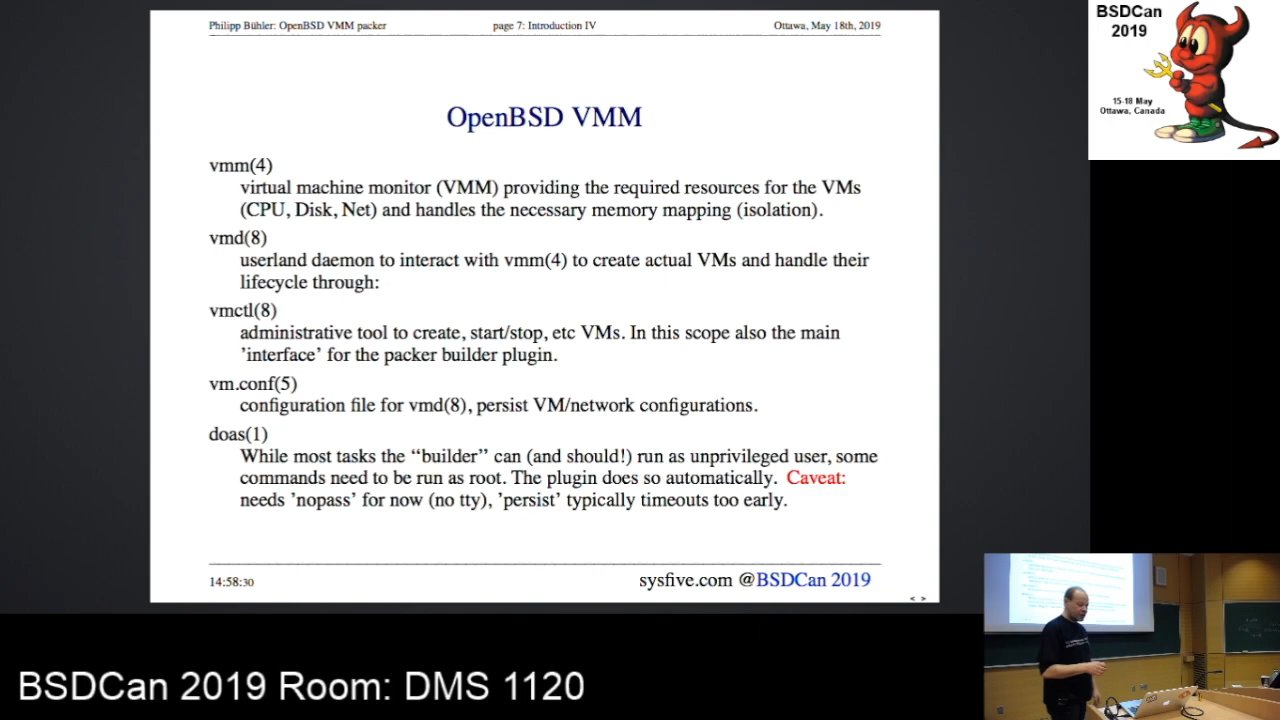 Philipp Bühler: OpenBSD VMM packer
page 7: Introduction IV
Ottawa, May 18th, 2019
OpenBSD VMM
vmm(4)
virtual machine monitor (VMM) providing the required resources for the VMs
(CPU, Disk, Net) and handles the necessary memory mapping (isolation).
vmd(8)
userland daemon to interact with vmm(4) to create actual VMs and handle their
lifecycle through:
vmctl(8)
administrative tool to create, start/stop, etc VMs. In this scope also the main
’interface’ for the packer builder plugin.
vm.conf(5)
configuration file for vmd(8), persist VM/network configurations.
doas(1)
While most tasks the “builder” can (and should!) run as unprivileged user, some
commands need to be run as root. The plugin does so automatically. Caveat:
needs ’nopass’ for now (no tty), ’persist’ typically timeouts too early.
14:58:30
sysfive.com @BSDCan 2019
< >
BSDCan
2019
15-18 May
Ottawa, Canada
BSDCan 2019 Room: DMS 1120